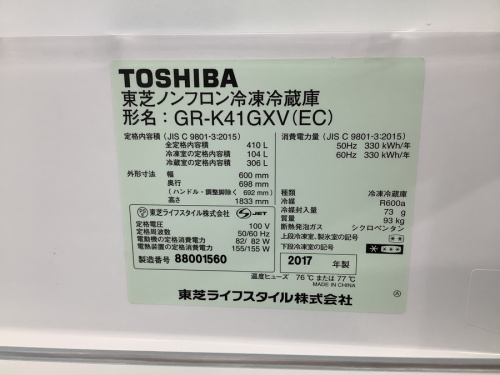 TOSHIBA
東芝ノンフロン冷凍冷蔵庫
形名：GR-K41GXV(EC)
定格内容積 (JIS C 9801-3:2015)
全定格内容積 410 L
冷凍室の定格内容積 104 L
冷蔵室の定格内容積 306 L
外形寸法 幅 600 mm
奥行 698 mm
(ハンドル・調整脚除く 692 mm)
高さ 1833 mm
東芝ライフスタイル株式会社 S-JET
定格電圧 100 V
定格周波数 50/60 Hz
電動機の定格消費電力 82/ 82 W
電熱装置の定格消費電力 155/155 W
製造番号 88001560
消費電力量 (JIS C 9801-3:2015)
50Hz 330 kWh/年
60Hz 330 kWh/年
種類 冷凍冷蔵庫
冷媒 R600a
冷媒封入量 73 g
質量 93 kg
断熱発泡ガス シクロペンタン
上段冷凍室、製氷室の記号 ★★
下段冷凍室の記号
2017 年製
温度ヒューズ 76℃ または 77℃
MADE IN CHINA
東芝ライフスタイル株式会社
Ⓐ